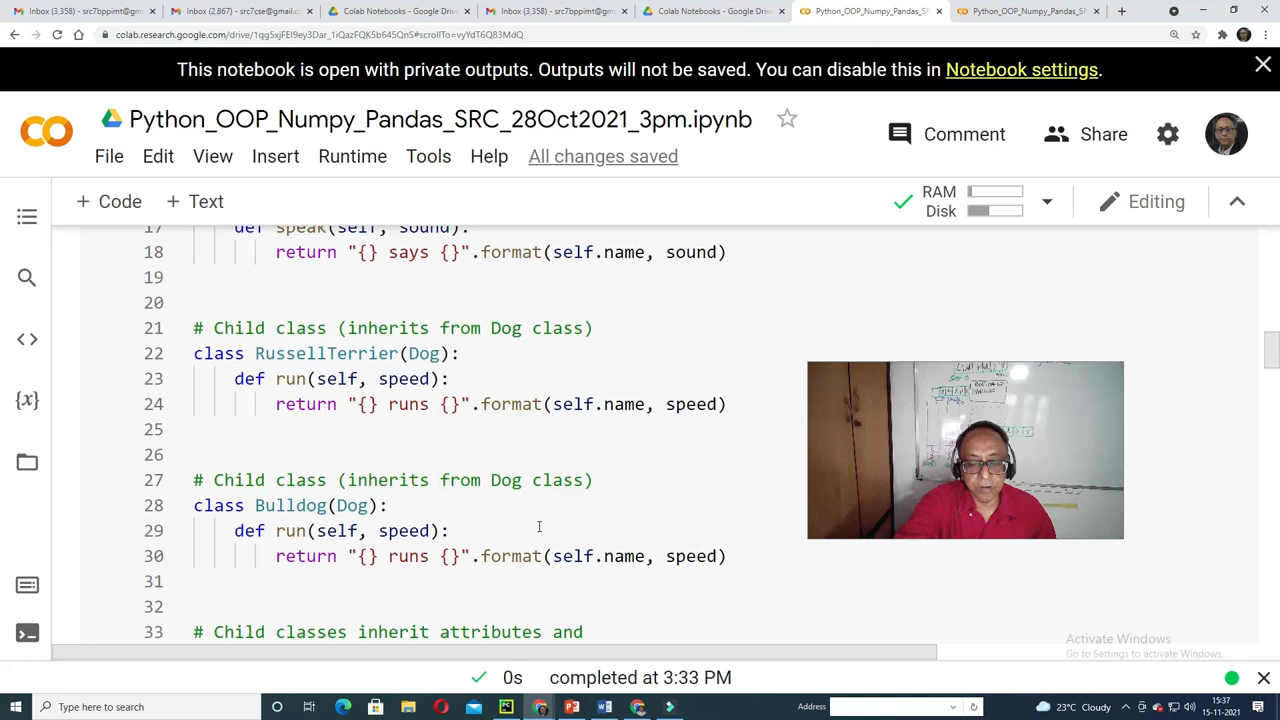 Inbox (3,358) - src7bppimt@gm
Inbox (2,867) - src7cse@gmail.c
Colab Notebooks - Google Drive
Inbox (3,358) - src7bppimt@gm
Colab Notebooks - Google Drive
Python_OOP_Numpy_Pandas_SR
Python_OOP_Numpy_Pandas_SR
colab.research.google.com/drive/1qg5xjFEI9ey3Dar_1iQazFQK5b645QnS#scrollTo=vyYdT6Q83MdQ
This notebook is open with private outputs. Outputs will not be saved. You can disable this in Notebook settings.
Python_OOP_Numpy_Pandas_SRC_28Oct2021_3pm.ipynb
Comment
Share
File Edit View Insert Runtime Tools Help All changes saved
+ Code + Text
RAM
Disk
Editing
17 def speak(self, sound):
18 return "{} says {}".format(self.name, sound)
19
20
21 # Child class (inherits from Dog class)
22 class RussellTerrier(Dog):
23 def run(self, speed):
24 return "{} runs {}".format(self.name, speed)
25
26
27 # Child class (inherits from Dog class)
28 class Bulldog(Dog):
29 def run(self, speed):
30 return "{} runs {}".format(self.name, speed)
31
32
33 # Child classes inherit attributes and
Activate Windows
Go to Settings to activate Windows.
0s completed at 3:33 PM
Type here to search
Address
23°C Cloudy
15:37
15-11-2021